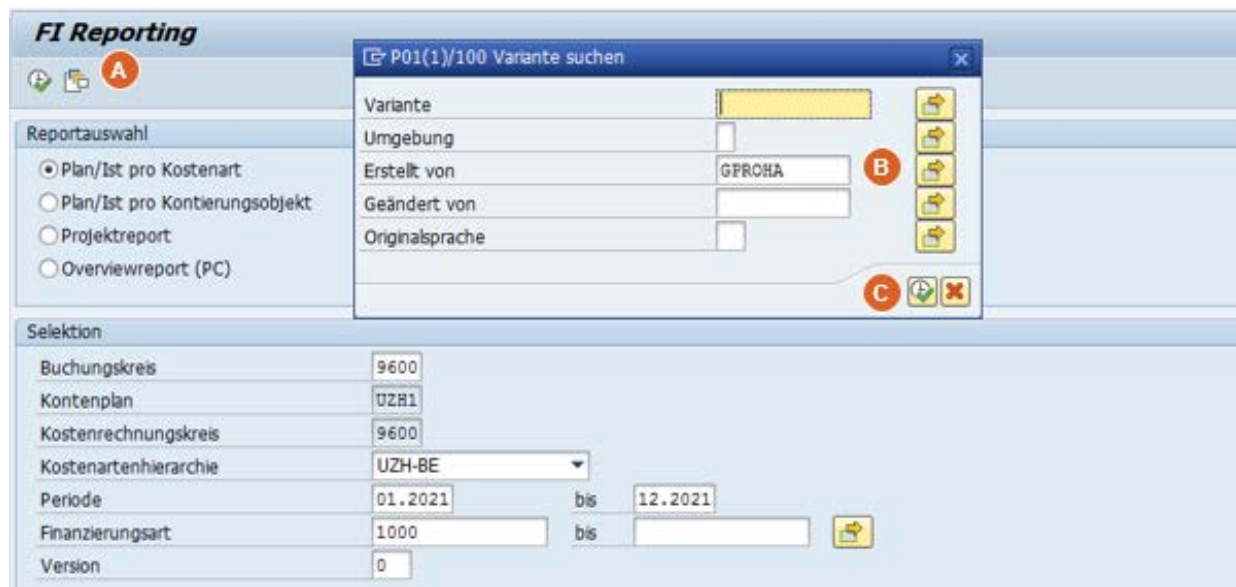 FI Reporting
A
P01(1)/100 Variante suchen
Variante
Umgebung
Erstellt von GPROHA B
Geändert von
Originalsprache
C
Reportauswahl
Plan/Ist pro Kostenart
Plan/Ist pro Kontierungsobjekt
Projektreport
Overviewreport (PC)
Selektion
Buchungskreis 9600
Kontenplan UZH1
Kostenrechnungskreis 9600
Kostenartenhierarchie UZH-BE
Periode 01.2021 bis 12.2021
Finanzierungsart 1000 bis
Version 0